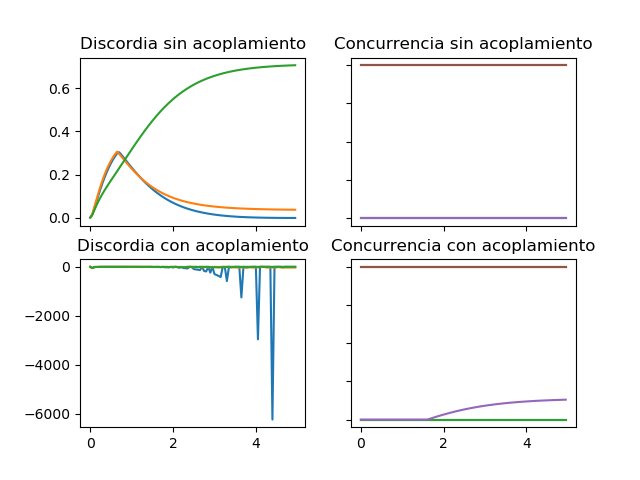 Discordia sin acoplamiento
Concurrencia sin acoplamiento
0.6
0.4
0.2
0.0
Discordia con acoplamiento
Concurrencia con acoplamiento
0
−2000
−4000
−6000
0 2 4
0 2 4